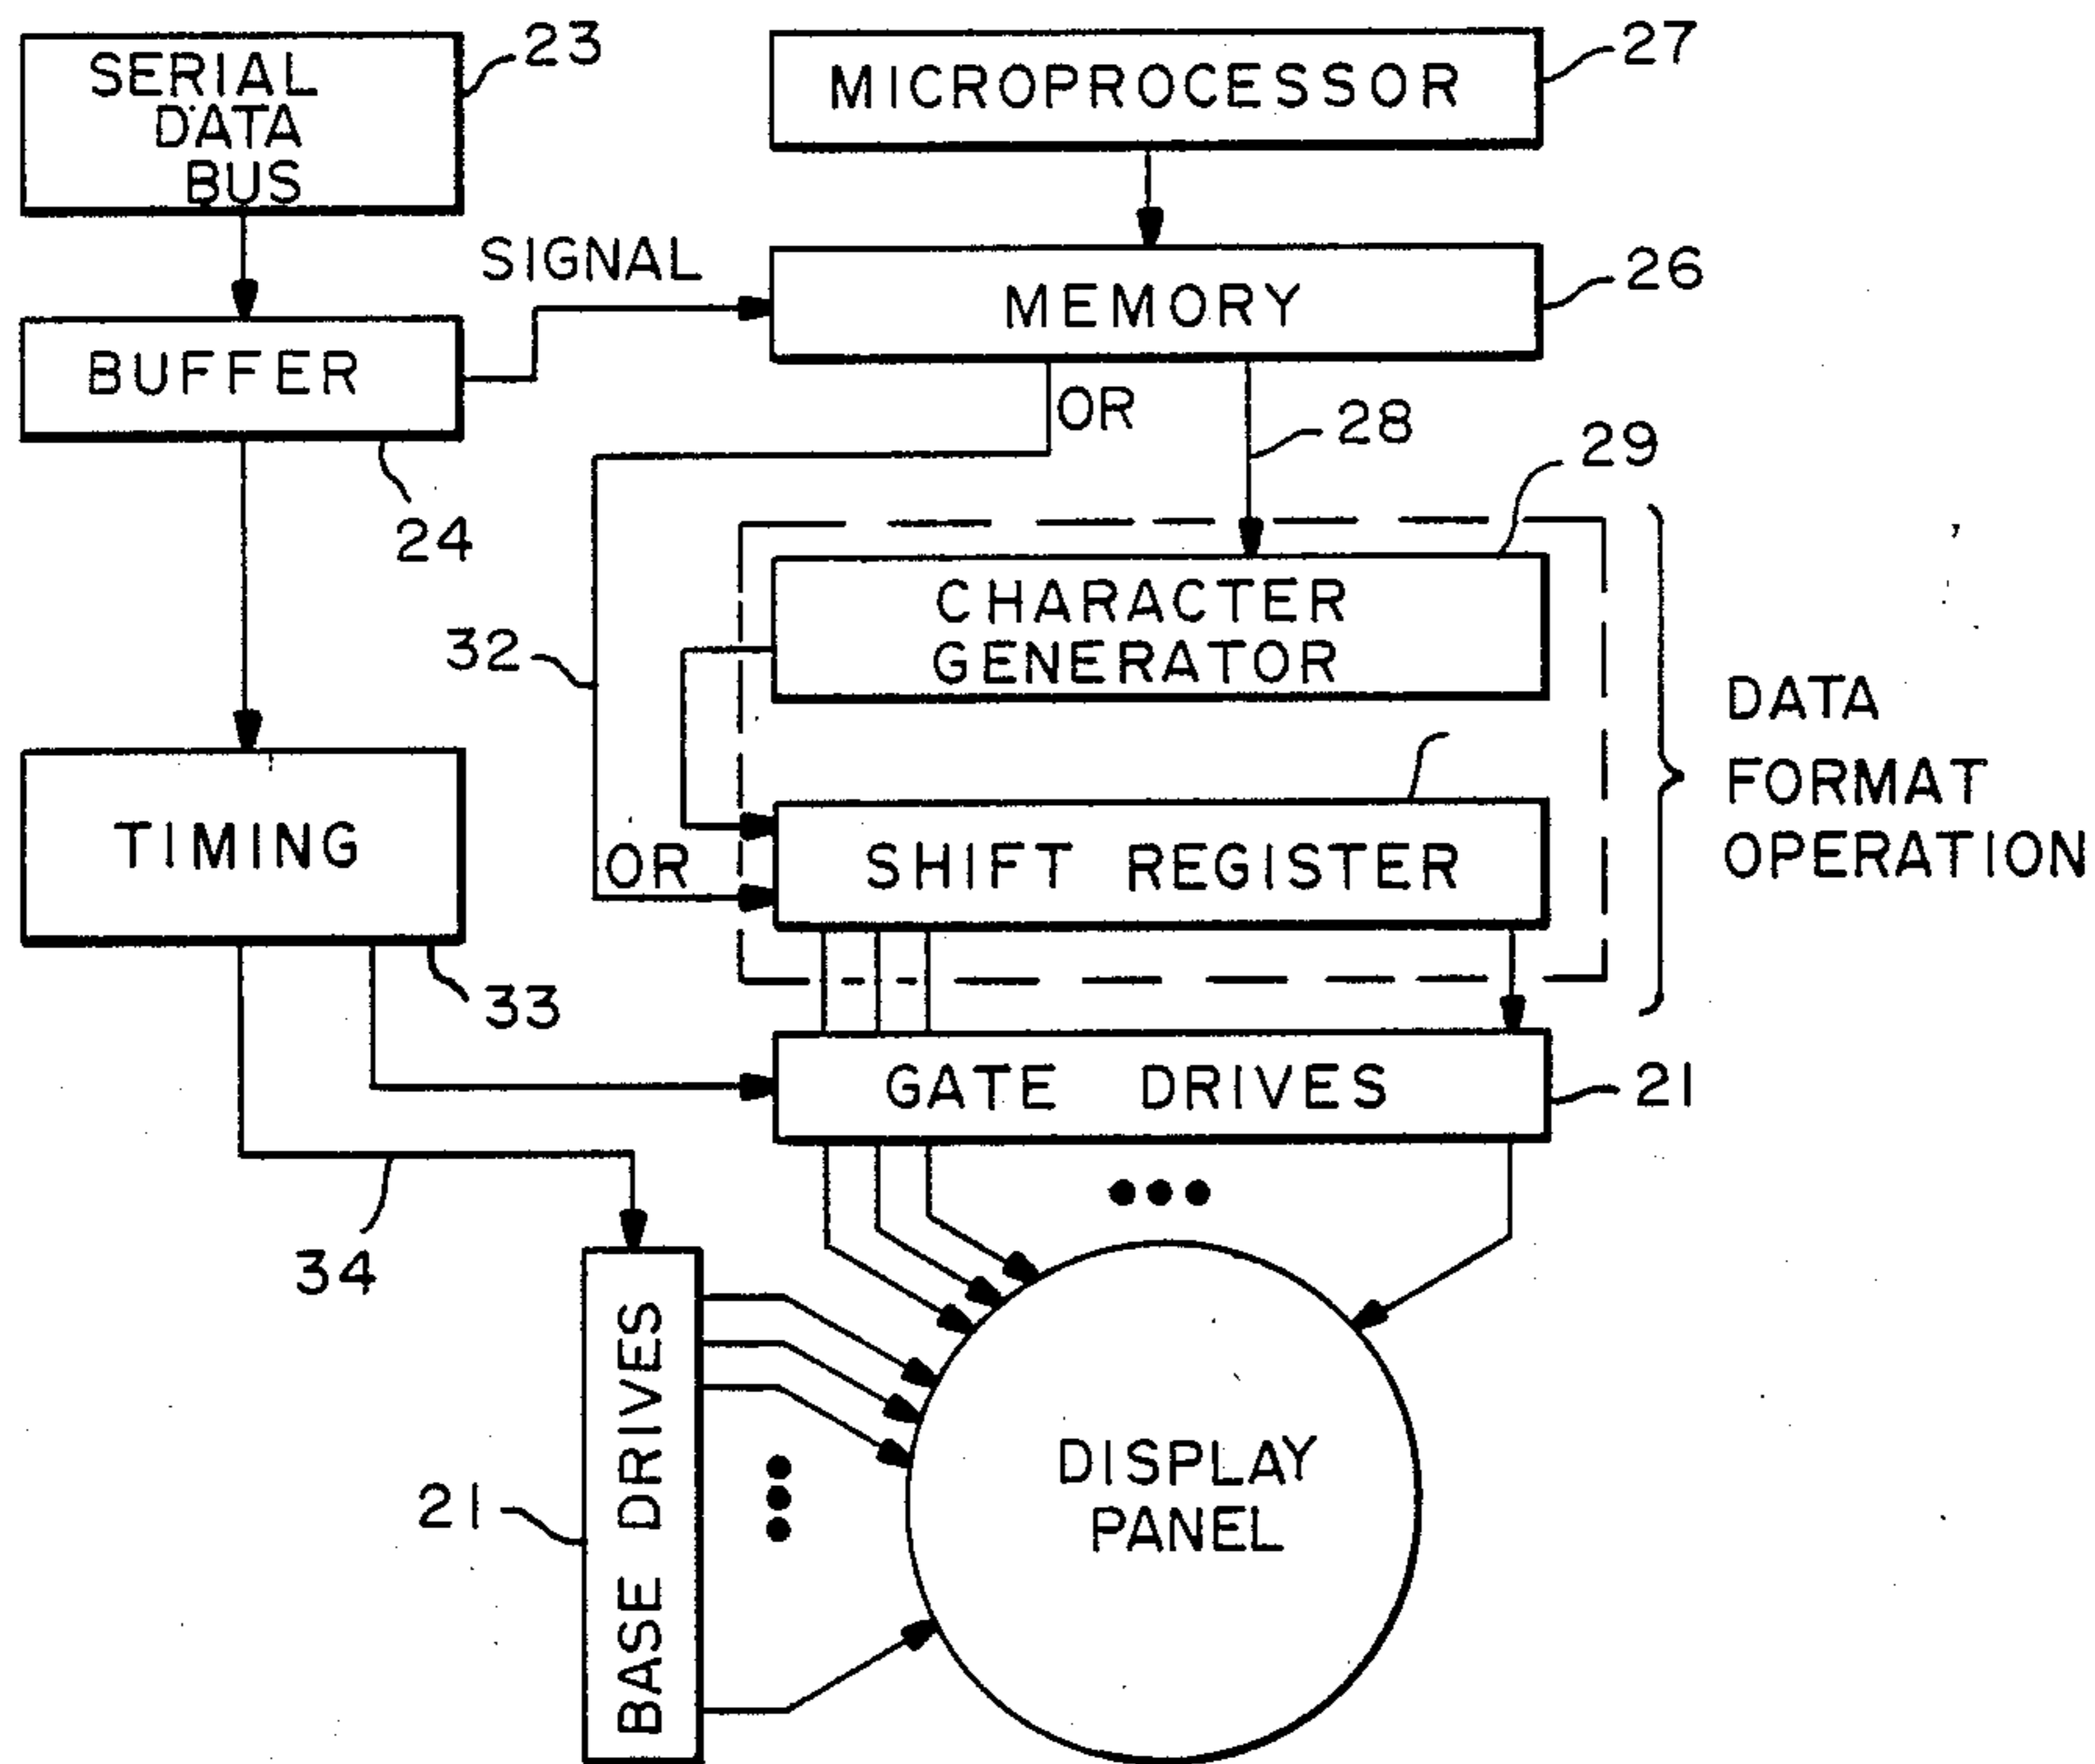 SERIAL
DATA
BUS
23
MICROPROCESSOR
27
SIGNAL
MEMORY
26
BUFFER
24
OR
28
29
CHARACTER
GENERATOR
32
DATA
FORMAT
OPERATION
TIMING
33
OR
SHIFT REGISTER
GATE DRIVES
21
34
BASE DRIVES
21
DISPLAY
PANEL